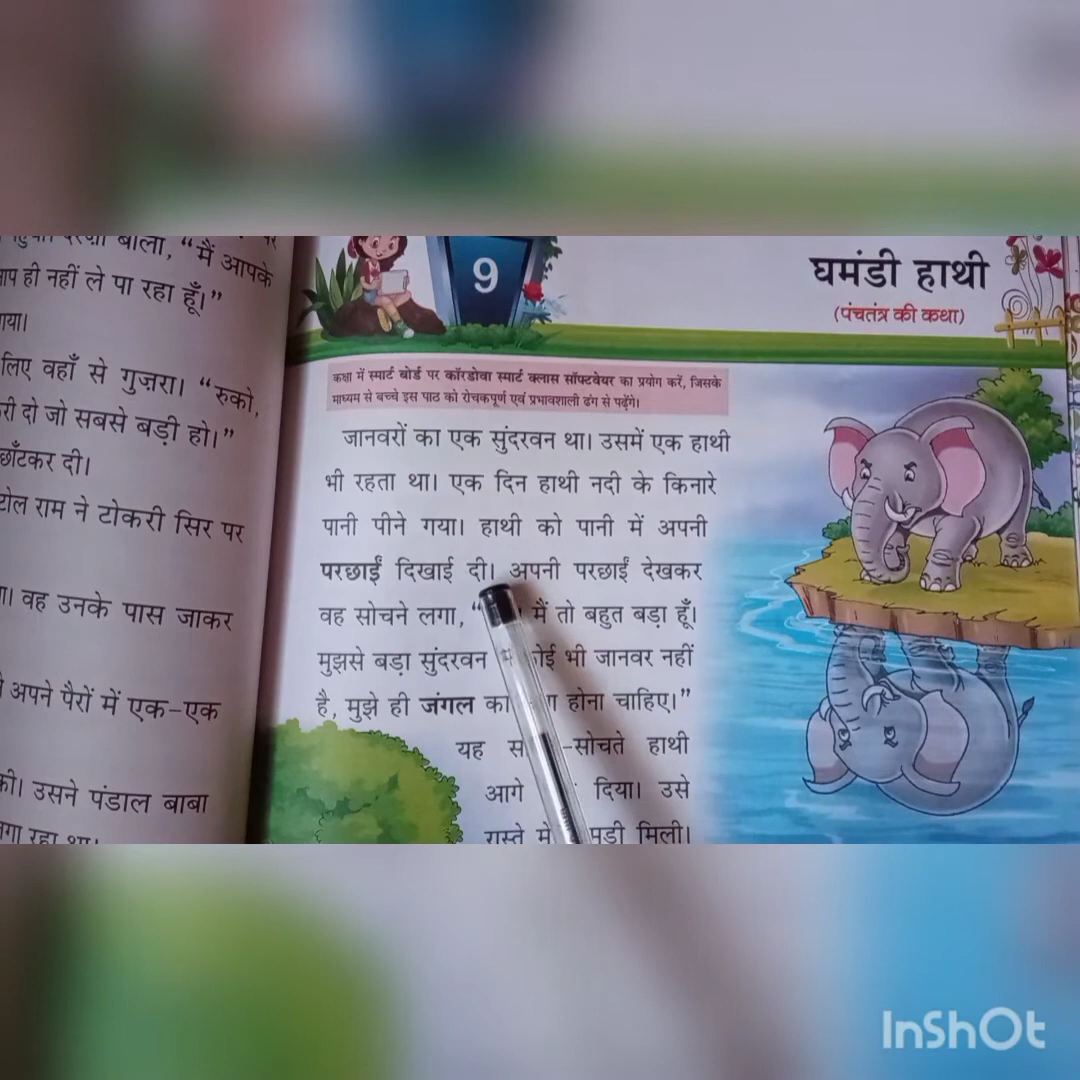 बोला, “मैं आपके
ही नहीं ले पा रहा हूँ।”
गया।
लिए वहाँ से गुज़रा। “रुको,
दो जो सबसे बड़ी हो।”
छाँटकर दी।
राम ने टोकरी सिर पर
वह उनके पास जाकर
अपने पैरों में एक-एक
की। उसने पंडाल बाबा
रहा था।
9
घमंडी हाथी
(पंचतंत्र की कथा)
कक्षा में स्मार्ट बोर्ड पर कॉरडोवा स्मार्ट क्लास सॉफ्टवेयर का प्रयोग करें, जिसके
माध्यम से बच्चे इस पाठ को रोचकपूर्ण एवं प्रभावशाली ढंग से पढ़ेंगे।
जानवरों का एक सुंदरवन था। उसमें एक हाथी
भी रहता था। एक दिन हाथी नदी के किनारे
पानी पीने गया। हाथी को पानी में अपनी
परछाईं दिखाई दी। अपनी परछाईं देखकर
वह सोचने लगा, “ मैं तो बहुत बड़ा हूँ।
मुझसे बड़ा सुंदरवन भी जानवर नहीं
है, मुझे ही जंगल का होना चाहिए।”
यह -सोचते हाथी
आगे दिया। उसे
रास्ते में मिली।
InShOt